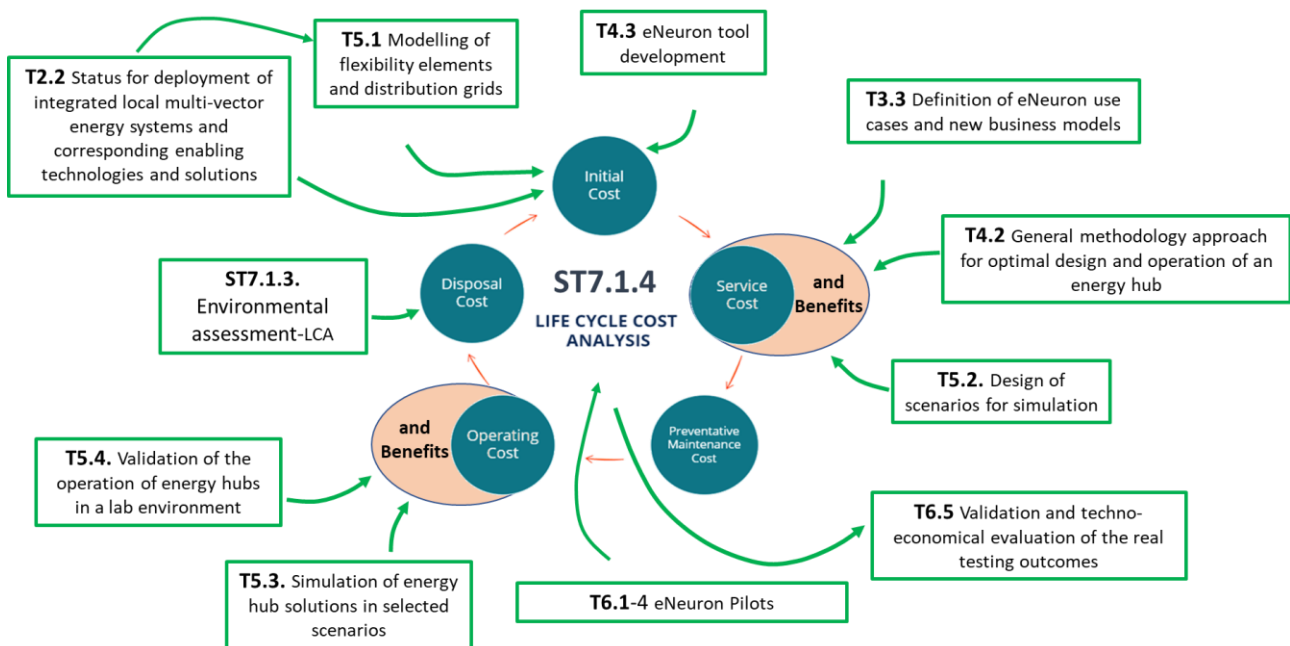 T5.1 Modelling of
flexibility elements
and distribution grids
T4.3 eNeuron tool
development
T2.2 Status for deployment of
integrated local multi-vector
energy systems and
corresponding enabling
technologies and solutions
T3.3 Definition of eNeuron use
cases and new business models
Initial
Cost
T4.2 General methodology approach
for optimal design and operation of an
energy hub
ST7.1.3.
Environmental
assessment-LCA
Disposal
Cost
ST7.1.4
LIFE CYCLE COST
ANALYSIS
Service
Cost
and
Benefits
T5.2. Design of
scenarios for simulation
and
Benefits
Operating
Cost
Preventative
Maintenance
Cost
T5.4. Validation of the
operation of energy hubs
in a lab environment
T6.5 Validation and techno-
economical evaluation of the real
testing outcomes
T5.3. Simulation of energy
hub solutions in selected
scenarios
T6.1-4 eNeuron Pilots